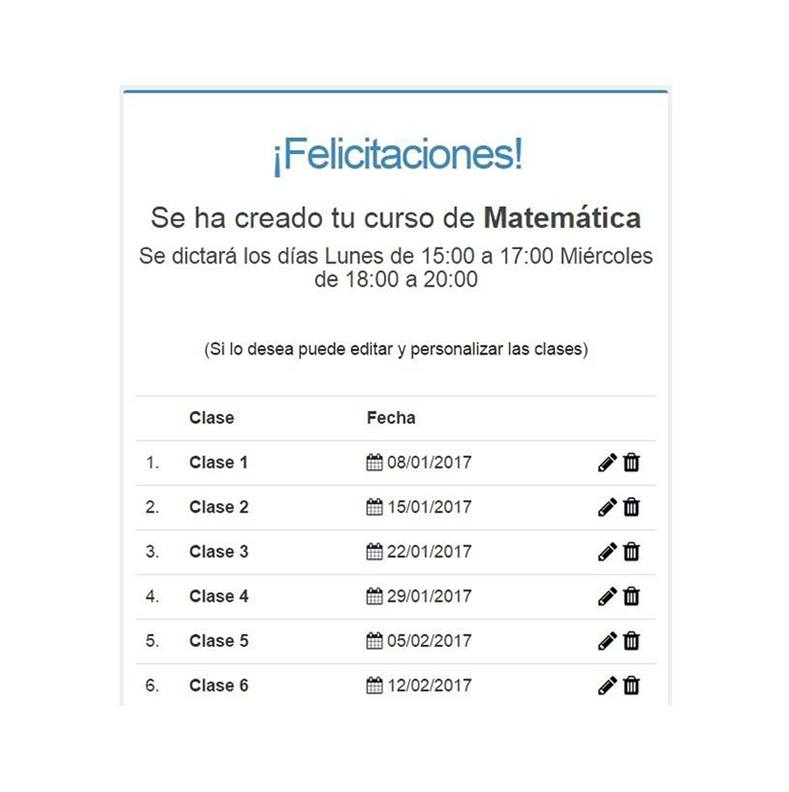 ¡Felicitaciones!
Se ha creado tu curso de Matemática
Se dictará los días Lunes de 15:00 a 17:00 Miércoles
de 18:00 a 20:00
(Si lo desea puede editar y personalizar las clases)
Clase Fecha
1. Clase 1 08/01/2017
2. Clase 2 15/01/2017
3. Clase 3 22/01/2017
4. Clase 4 29/01/2017
5. Clase 5 05/02/2017
6. Clase 6 12/02/2017